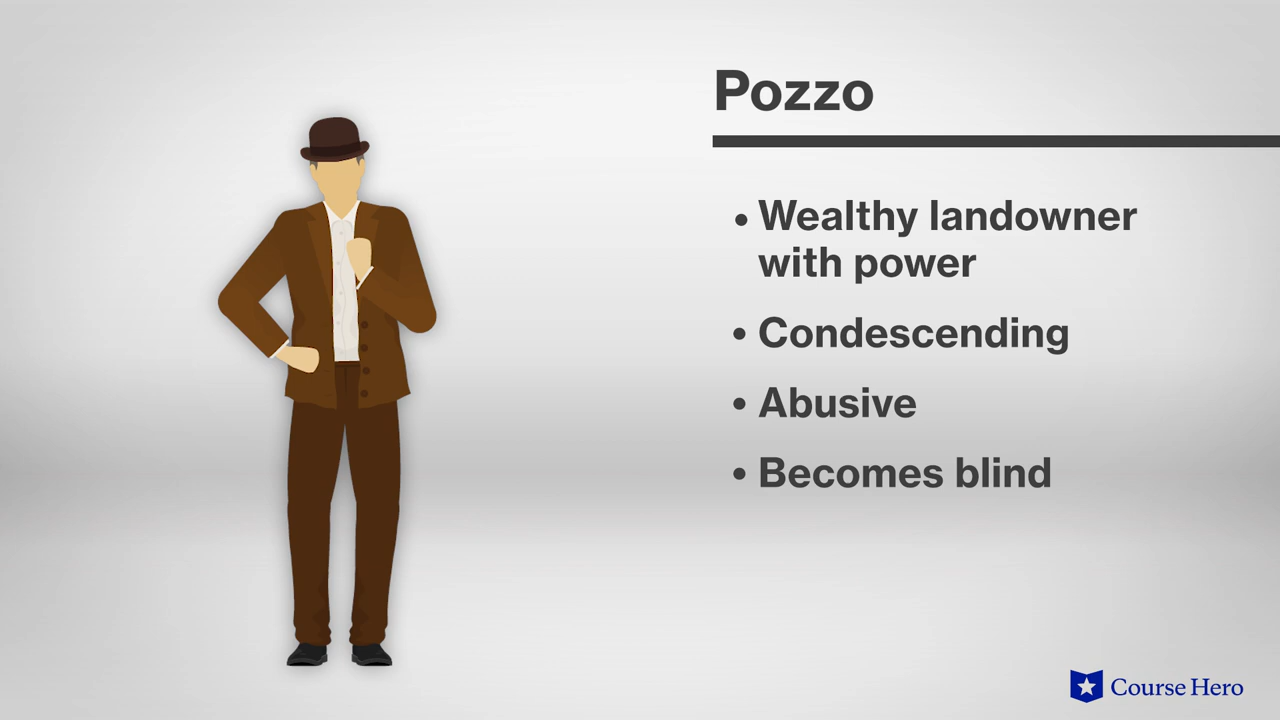 Pozzo
• Wealthy landowner
with power
• Condescending
• Abusive
• Becomes blind
Course Hero